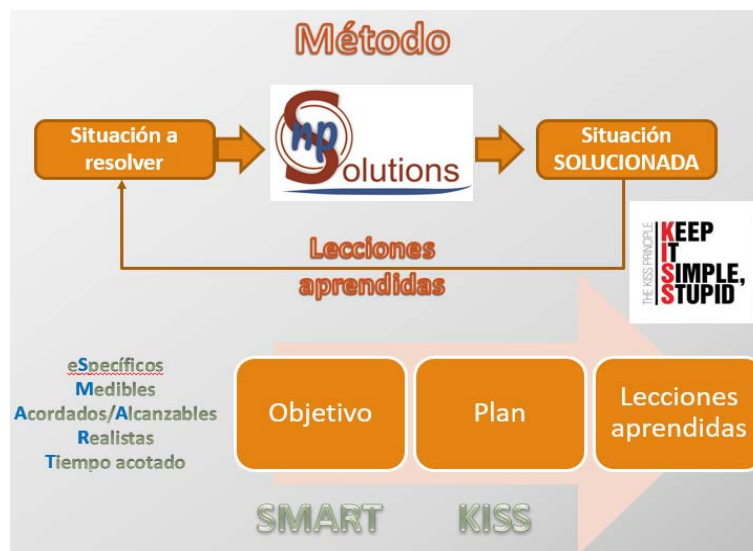 Método
Situación a
resolver
Snp
Solutions
Situación
SOLUCIONADA
Lecciones
aprendidas
THE KISS PRINCIPLE
KEEP
IT
SIMPLE,
STUPID
eSpecíficos
Medibles
Acordados/Alcanzables
Realistas
Tiempo acotado
Objetivo
Plan
Lecciones
aprendidas
SMART
KISS